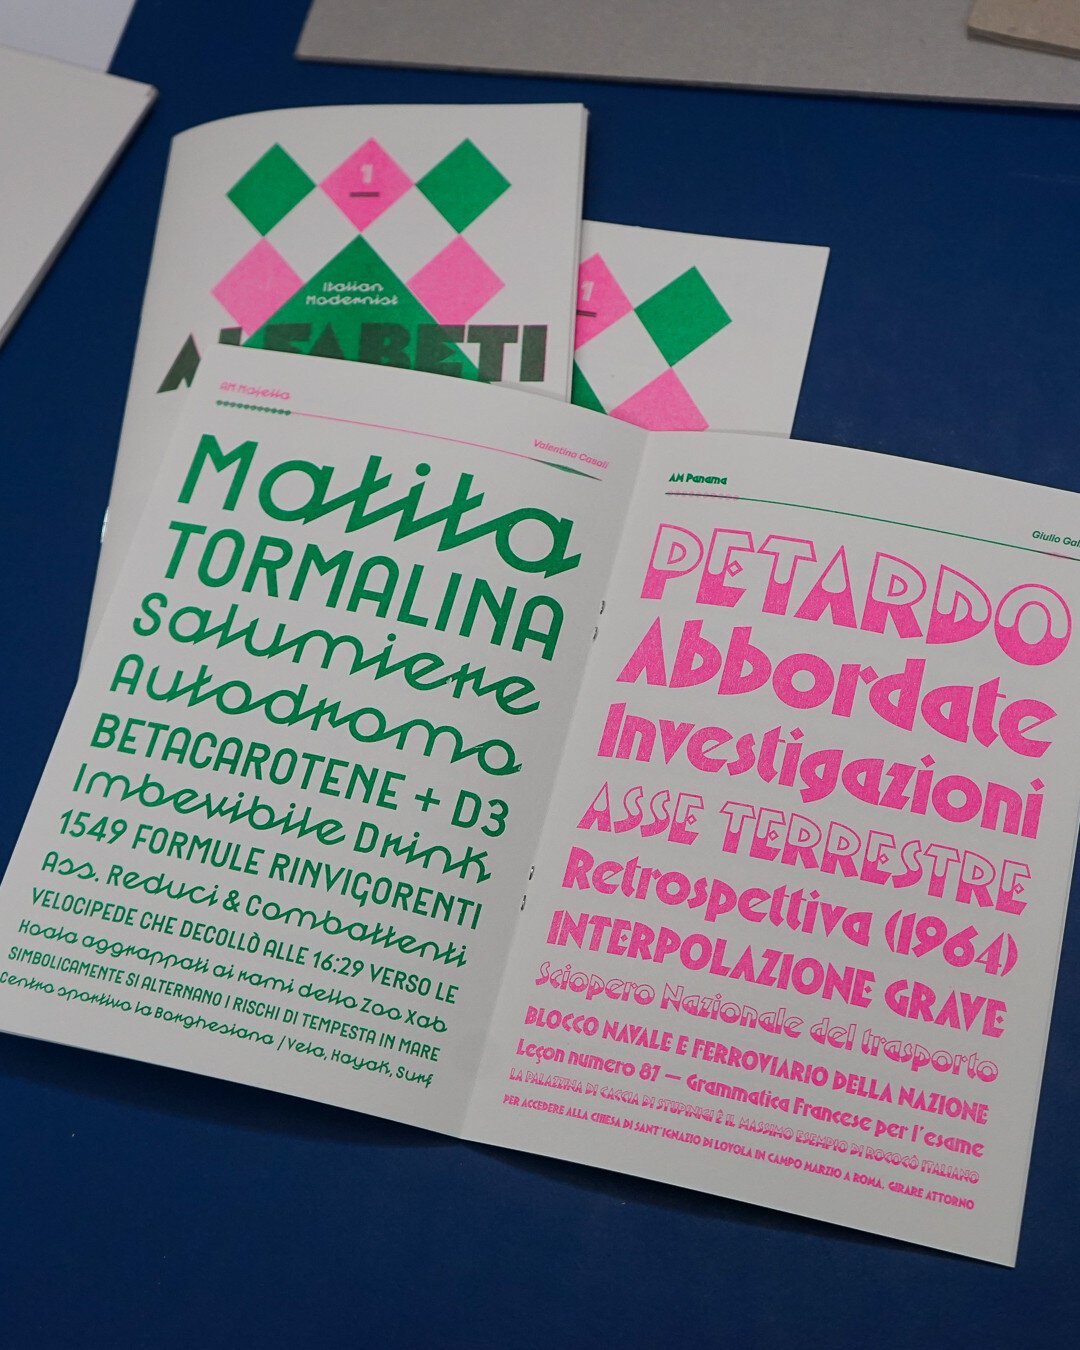 1
Italian
Modernist
ALFABETI
1
AM Majella
Valentina Casali
Matita
TORMALINA
Salumiere
Autodromo
BETACAROTENE + D3
Imbevibile Drink
1549 FORMULE RINVIGORENTI
Ass. Reduci & Combattenti
VELOCIPEDE CHE DECOLLÒ ALLE 16:29 VERSO LE
Koala aggrappati ai rami dello Zoo Xab
SIMBOLICAMENTE SI ALTERNANO I RISCHI DI TEMPESTA IN MARE
Centro sportivo la Borghesiana / Vela, Kayak, Surf
AM Panama
Giulio Gal
PETARDO
Abbordate
Investigazioni
ASSE TERRESTRE
Retrospettiva (1964)
INTERPOLAZIONE GRAVE
Sciopero Nazionale del trasporto
BLOCCO NAVALE E FERROVIARIO DELLA NAZIONE
Leçon numero 87 — Grammatica Francese per l'esame
LA PALAZZINA DI CACCIA DI STUPINIGI È IL MASSIMO ESEMPIO DI ROCOCÒ ITALIANO
PER ACCEDERE ALLA CHIESA DI SANT'IGNAZIO DI LOYOLA IN CAMPO MARZIO A ROMA, GIRARE ATTORNO